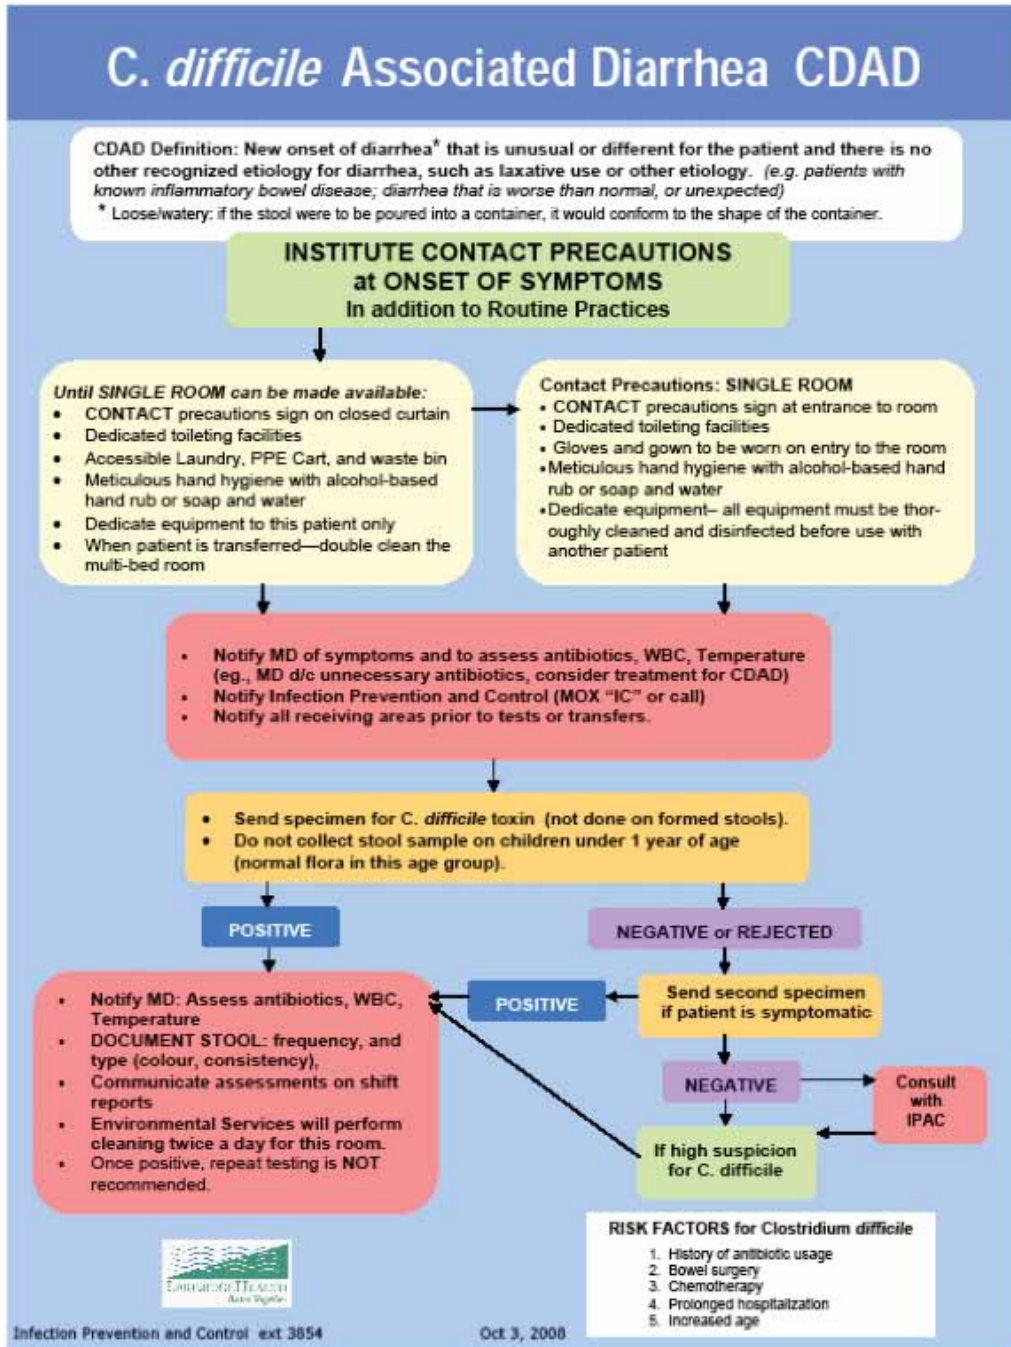 C. difficile Associated Diarrhea CDAD
CDAD Definition: New onset of diarrhea* that is unusual or different for the patient and there is no
other recognized etiology for diarrhea, such as laxative use or other etiology. (e.g. patients with
known inflammatory bowel disease; diarrhea that is worse than normal, or unexpected)
* Loose/watery: if the stool were to be poured into a container, it would conform to the shape of the container.
INSTITUTE CONTACT PRECAUTIONS
at ONSET OF SYMPTOMS
In addition to Routine Practices
Until SINGLE ROOM can be made available:
• CONTACT precautions sign on closed curtain
• Dedicated toileting facilities
• Accessible Laundry, PPE Cart, and waste bin
• Meticulous hand hygiene with alcohol-based
hand rub or soap and water
• Dedicate equipment to this patient only
• When patient is transferred—double clean the
multi-bed room
Contact Precautions: SINGLE ROOM
• CONTACT precautions sign at entrance to room
• Dedicated toileting facilities
• Gloves and gown to be worn on entry to the room
• Meticulous hand hygiene with alcohol-based hand
rub or soap and water
• Dedicate equipment– all equipment must be thor-
oughly cleaned and disinfected before use with
another patient
• Notify MD of symptoms and to assess antibiotics, WBC, Temperature
(eg., MD d/c unnecessary antibiotics, consider treatment for CDAD)
• Notify Infection Prevention and Control (MOX “IC” or call)
• Notify all receiving areas prior to tests or transfers.
• Send specimen for C. difficile toxin (not done on formed stools).
• Do not collect stool sample on children under 1 year of age
(normal flora in this age group).
POSITIVE
NEGATIVE or REJECTED
• Notify MD: Assess antibiotics, WBC,
Temperature
• DOCUMENT STOOL: frequency, and
type (colour, consistency),
• Communicate assessments on shift
reports
• Environmental Services will perform
cleaning twice a day for this room.
• Once positive, repeat testing is NOT
recommended.
POSITIVE
Send second specimen
if patient is symptomatic
NEGATIVE
Consult
with
IPAC
If high suspicion
for C. difficile
RISK FACTORS for Clostridium difficile
1. History of antibiotic usage
2. Bowel surgery
3. Chemotherapy
4. Prolonged hospitalization
5. Increased age
Infection Prevention and Control ext 3854
Oct 3, 2008